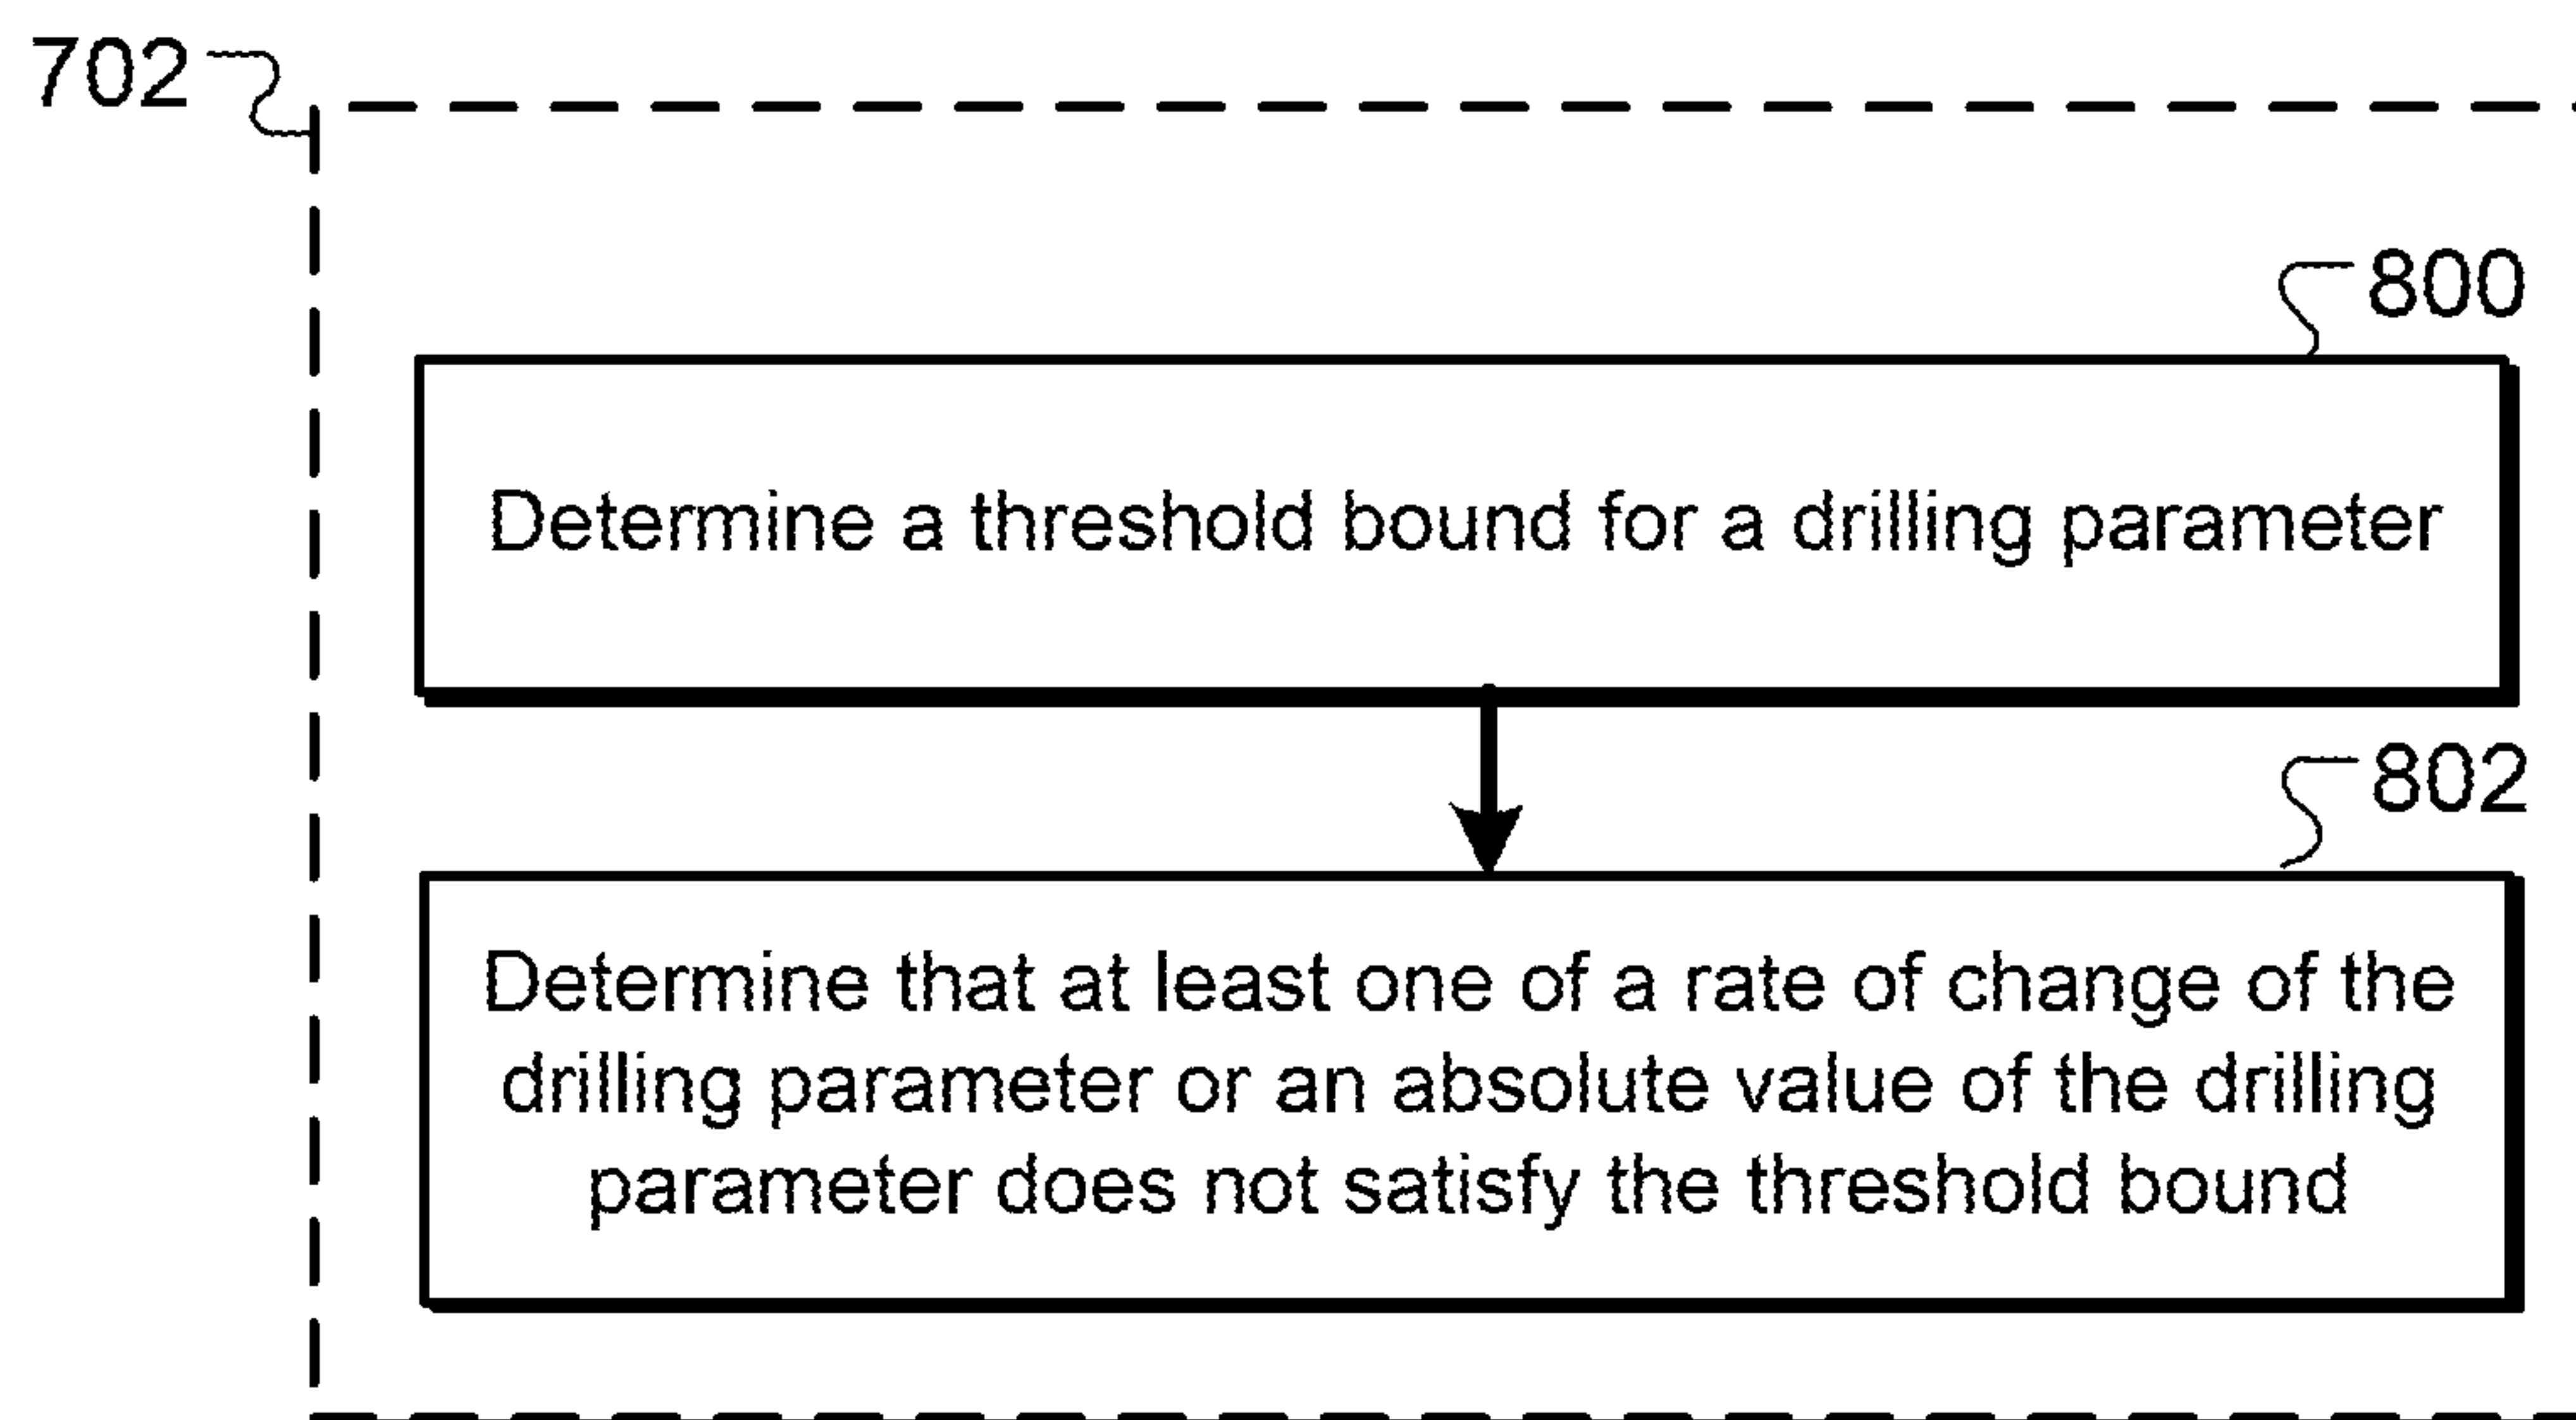 702
800
Determine a threshold bound for a drilling parameter
802
Determine that at least one of a rate of change of the
drilling parameter or an absolute value of the drilling
parameter does not satisfy the threshold bound